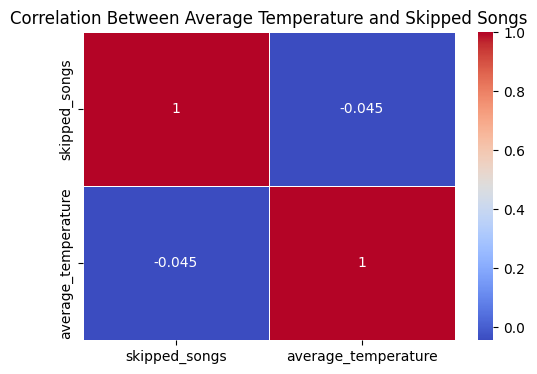 Correlation Between Average Temperature and Skipped Songs
skipped_songs
average_temperature
1
-0.045
-0.045
1
skipped_songs
average_temperature
1.0
0.8
0.6
0.4
0.2
0.0